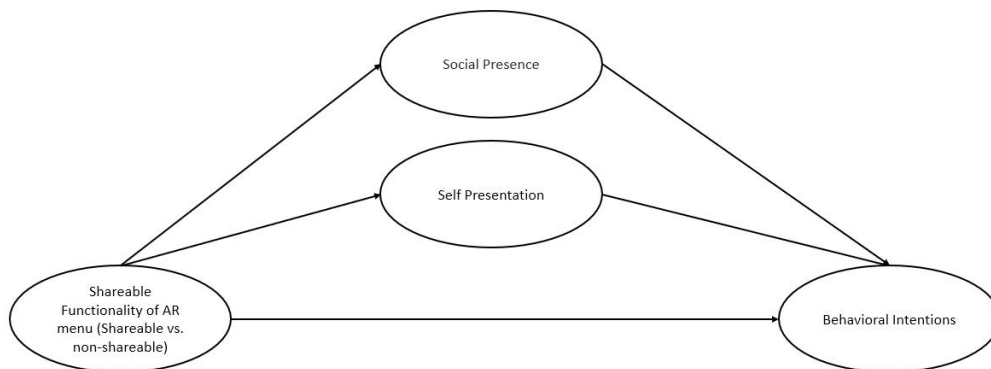 Social Presence
Self Presentation
Shareable
Functionality of AR
menu (Shareable vs.
non-shareable)
Behavioral Intentions